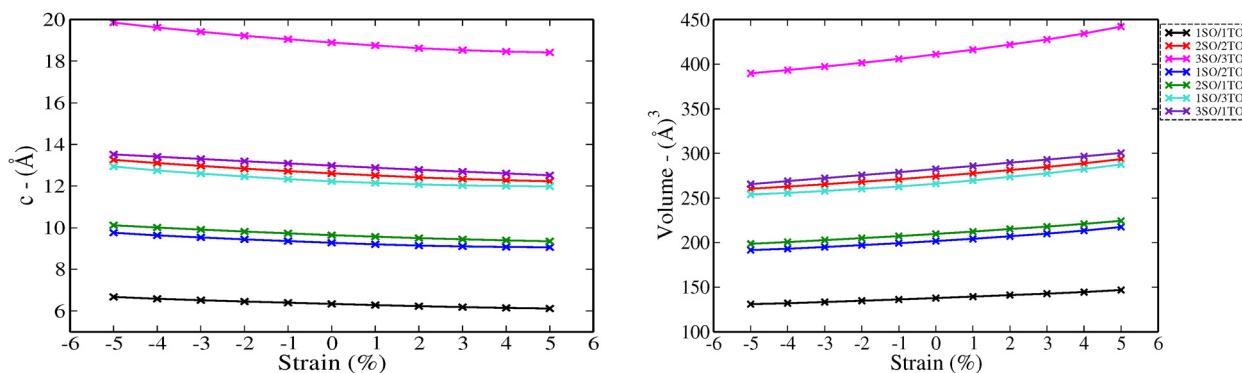 20
18
16
14
12
10
8
6
c - (Å)
-6 -5 -4 -3 -2 -1 0 1 2 3 4 5 6
Strain (%)
450
400
350
300
250
200
150
100
Volume - (Å)^3
-6 -5 -4 -3 -2 -1 0 1 2 3 4 5 6
Strain (%)
1SO/1TO
2SO/2TO
3SO/3TO
1SO/2TO
2SO/1TO
1SO/3TO
3SO/1TO